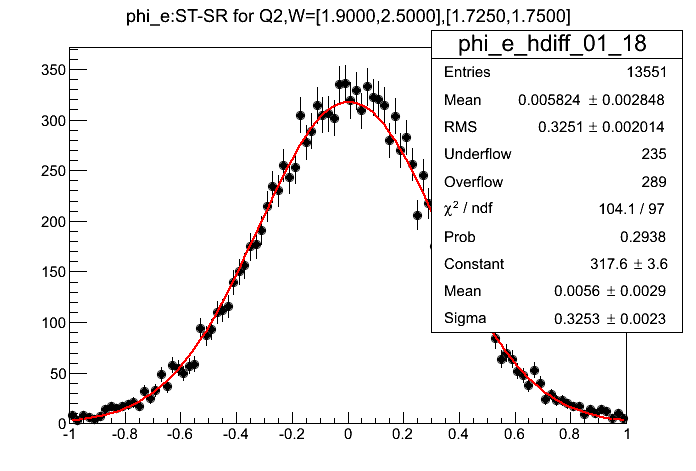 phi_e:ST-SR for Q2,W=[1.9000,2.5000],[1.7250,1.7500]
phi_e_hdiff_01_18
Entries 13551
Mean 0.005824 ± 0.002848
RMS 0.3251 ± 0.002014
Underflow 235
Overflow 289
χ² / ndf 104.1 / 97
Prob 0.2938
Constant 317.6 ± 3.6
Mean 0.0056 ± 0.0029
Sigma 0.3253 ± 0.0023
350
300
250
200
150
100
50
0
-1 -0.8 -0.6 -0.4 -0.2 0 0.2 0.4 0.6 0.8 1